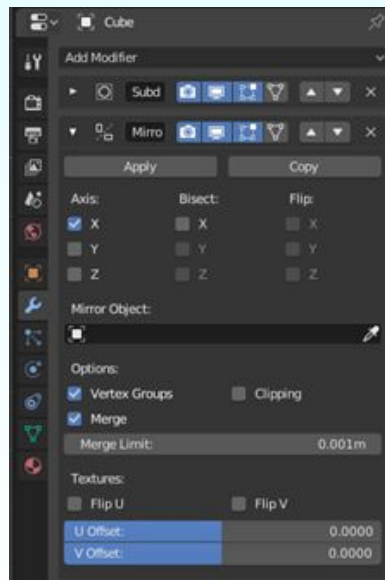 Cube
Add Modifier
Subd
Mirro
Apply Copy
Axis: Bisect: Flip:
X X X
Y Y Y
Z Z Z
Mirror Object:
Options:
Vertex Groups Clipping
Merge
Merge Limit: 0.001m
Textures:
Flip U Flip V
U Offset: 0.0000
V Offset: 0.0000